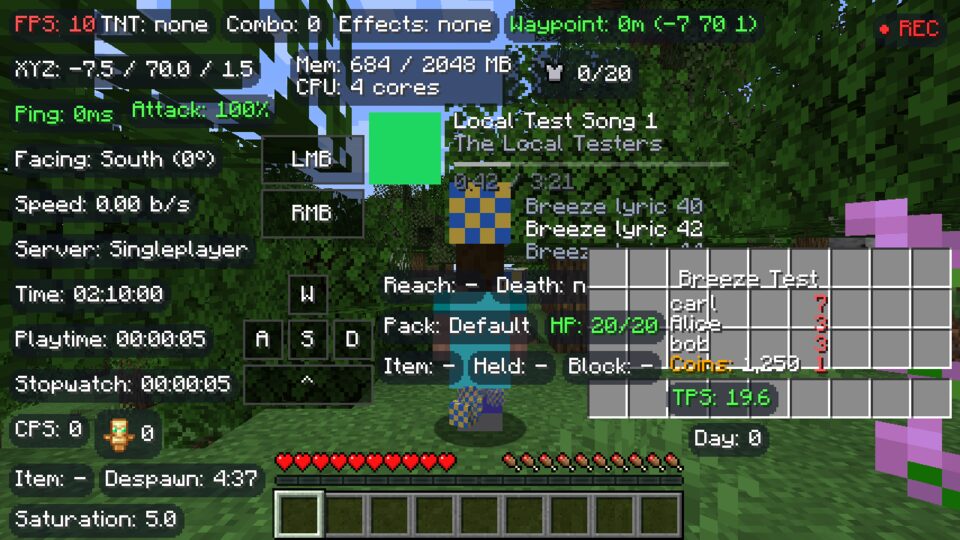 FPS: 10 TNT: none Combo: 0 Effects: none Waypoint: 0m (-7 70 1)
REC
XYZ: -7.5 / 70.0 / 1.5
Mem: 684 / 2048 MB
CPU: 4 cores
0/20
Ping: 0ms
Attack: 100%
Local Test Song 1
The Local Testers
0:42 / 3:21
Facing: South (0°)
LMB
Speed: 0.00 b/s
RMB
Breeze lyric 40
Breeze lyric 42
Breeze
Server: Singleplayer
Time: 02:10:00
W
Reach: - Death: n
Breeze Test
carl 7
Alice 3
bob 3
Coins: 1,250 1
Playtime: 00:00:05
A S D
Pack: Default HP: 20/20
Item: - Held: - Block: -
Stopwatch: 00:00:05
^
TPS: 19.6
CPS: 0
0
Day: 0
Item: - Despawn: 4:37
Saturation: 5.0